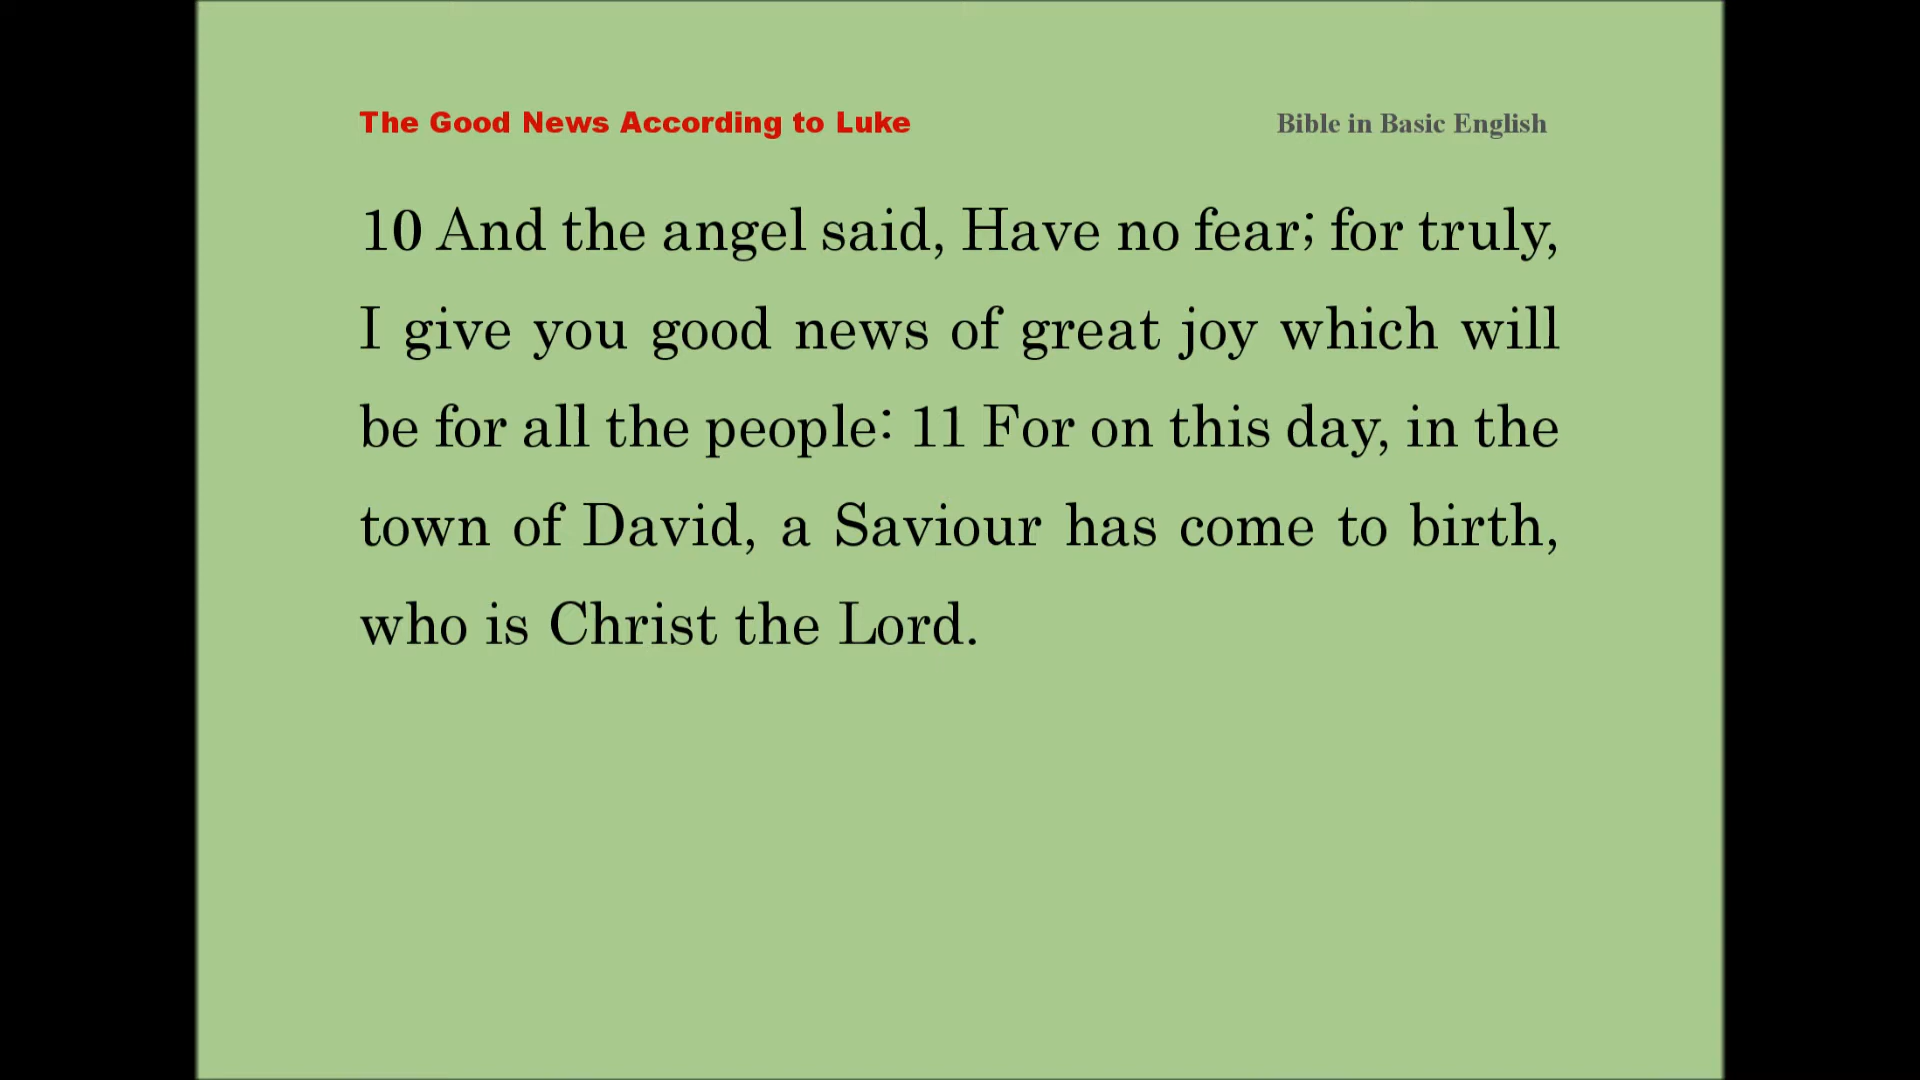 The Good News According to Luke
Bible in Basic English
10 And the angel said, Have no fear; for truly,
I give you good news of great joy which will
be for all the people: 11 For on this day, in the
town of David, a Saviour has come to birth,
who is Christ the Lord.